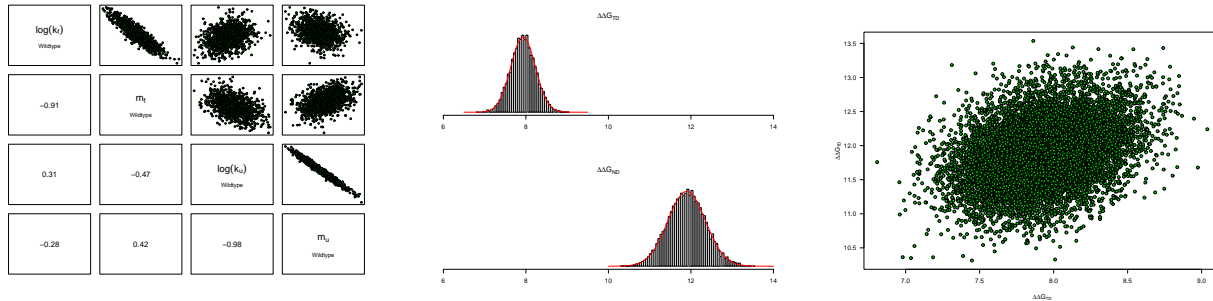 log(k_f)
Wildtype
−0.91
m_f
Wildtype
0.31
−0.47
log(k_u)
Wildtype
−0.28
0.42
−0.98
m_u
Wildtype
ΔΔG_TD
6 8 10 12 14
ΔΔG_ND
6 8 10 12 14
ΔΔG_TD
13.5
13.0
12.5
12.0
11.5
11.0
10.5
7.0 7.5 8.0 8.5 9.0
ΔΔG_TD